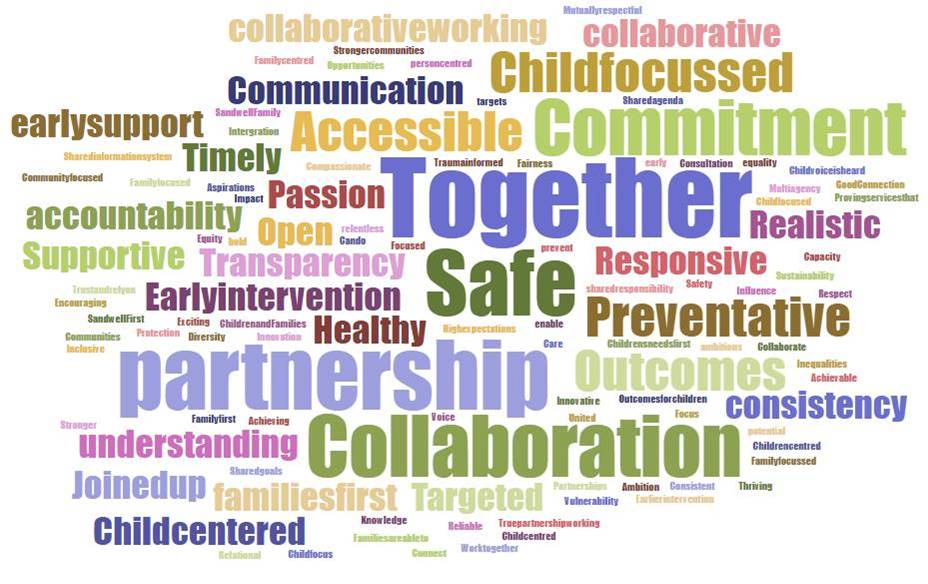 Mutuallyrespectful
collaborativeworking
collaborative
Strongercommunities
Familycentred
Opportunities
personcentred
Childfocussed
Communication
targets
Sharedagenda
SandwellFamily
Commitment
earlysupport
Intergration
Accessible
Sharedinformationsystem
Timely
Compassionate
Traumainformed
Fairness
early
Consultation
equality
Childvoiceisheard
Communityfocused
Familyfocused
Aspirations
Impact
Passion
Together
Multiagency
GoodConnection
Childfocused
Provingservicesthat
accountability
Open
relentless
Realistic
Equity
bold
Cando
Focused
prevent
Supportive
Transparency
Safe
Responsive
Capacity
Sustainability
Trustandrelyon
Earlyintervention
sharedresponsibility
Safety
Influence
Respect
Encouraging
SandwellFirst
Exciting
ChildrenandFamilies
Healthy
Highexpectations
enable
Preventative
Communities
Protection
Diversity
Innovation
Inclusive
Care
Childrensneedsfirst
ambitions
Collaborate
partnership
Outcomes
Inequalities
Achievable
Innovative
Outcomesforchildren
consistency
Familyfirst
Achieving
Voice
United
Focus
Stronger
understanding
Collaboration
potential
Childrencentred
Familyfocussed
Sharedgoals
Joinedup
familiesfirst
Targeted
Partnerships
Ambition
Consistent
Thriving
Vulnerability
Earlierintervention
Childcentered
Knowledge
Reliable
Truepartnershipworking
Familiesareableto
Childcentred
Relational
Childfocus
Connect
Worktogether